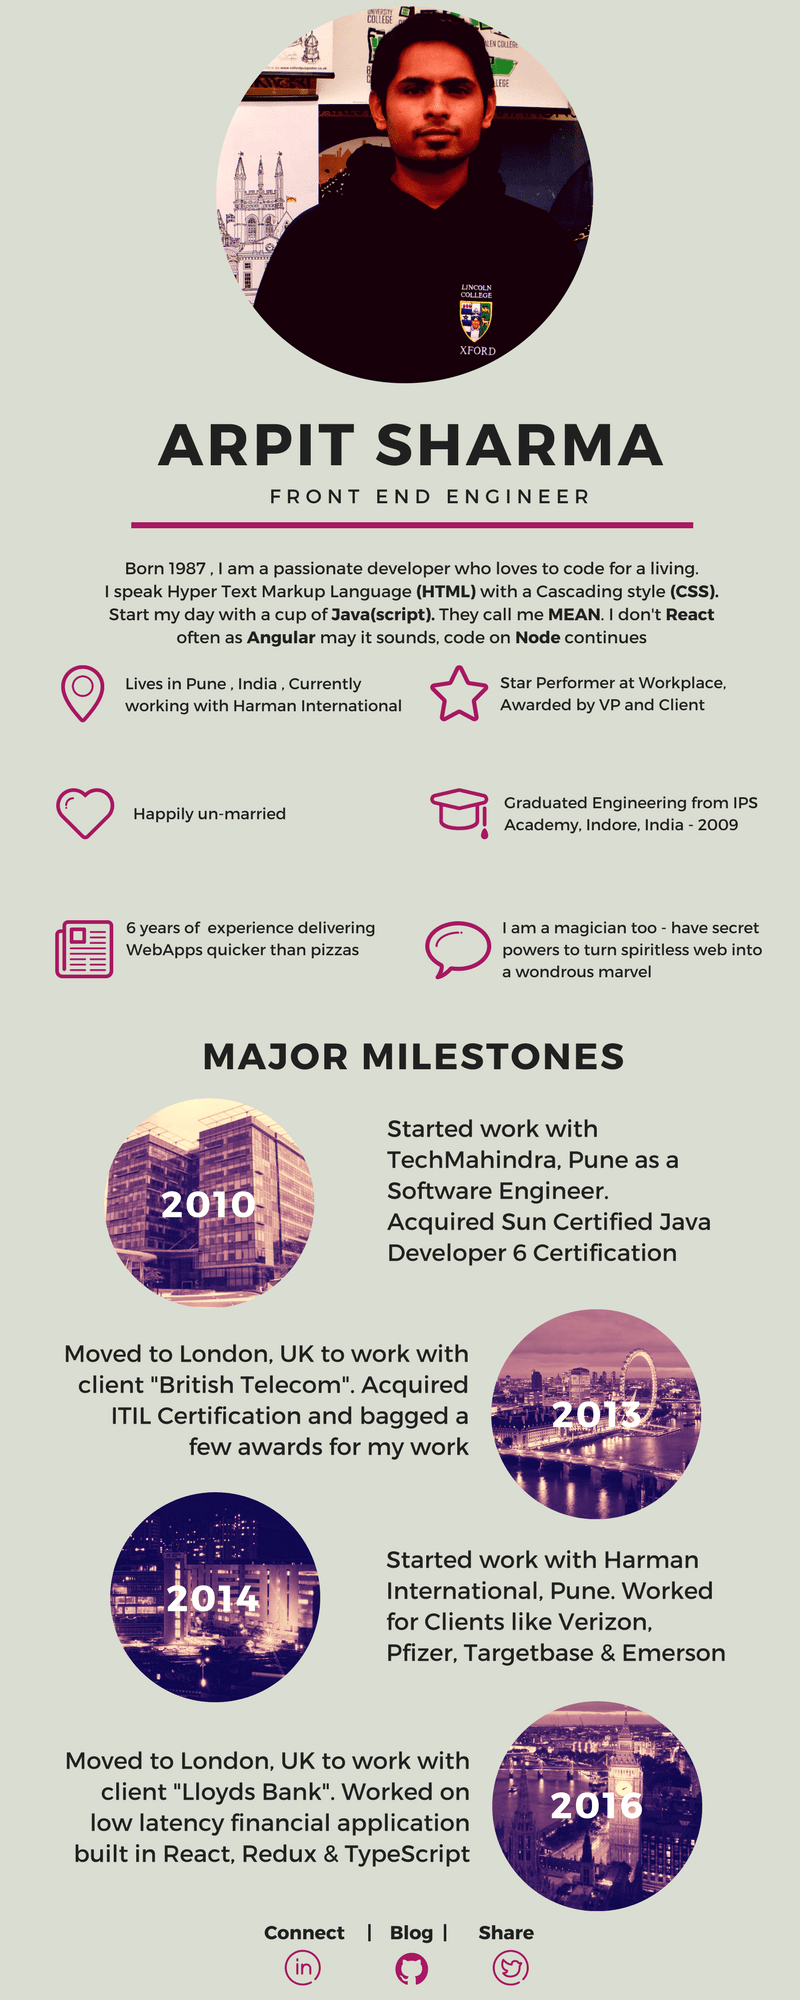 UNIVERSITY
COLLEGE
LINCOLN
COLLEGE
XFORD
ARPIT SHARMA
FRONT END ENGINEER
Born 1987 , I am a passionate developer who loves to code for a living.
I speak Hyper Text Markup Language (HTML) with a Cascading style (CSS).
Start my day with a cup of Java(script). They call me MEAN. I don't React
often as Angular may it sounds, code on Node continues
Lives in Pune , India , Currently
working with Harman International
Star Performer at Workplace,
Awarded by VP and Client
Happily un-married
Graduated Engineering from IPS
Academy, Indore, India - 2009
6 years of experience delivering
WebApps quicker than pizzas
I am a magician too - have secret
powers to turn spiritless web into
a wondrous marvel
MAJOR MILESTONES
2010
Started work with
TechMahindra, Pune as a
Software Engineer.
Acquired Sun Certified Java
Developer 6 Certification
Moved to London, UK to work with
client "British Telecom". Acquired
ITIL Certification and bagged a
few awards for my work
2013
2014
Started work with Harman
International, Pune. Worked
for Clients like Verizon,
Pfizer, Targetbase & Emerson
Moved to London, UK to work with
client "Lloyds Bank". Worked on
low latency financial application
built in React, Redux & TypeScript
2016
Connect | Blog | Share
in